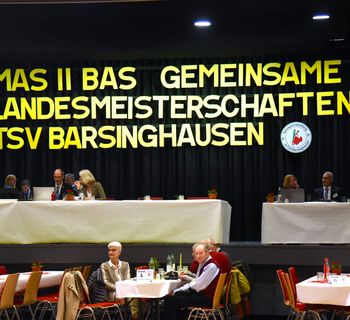 MAS II BAS GEMEINSAME
LANDESMEISTERSCHAFTEN
TSV BARSINGHAUSEN